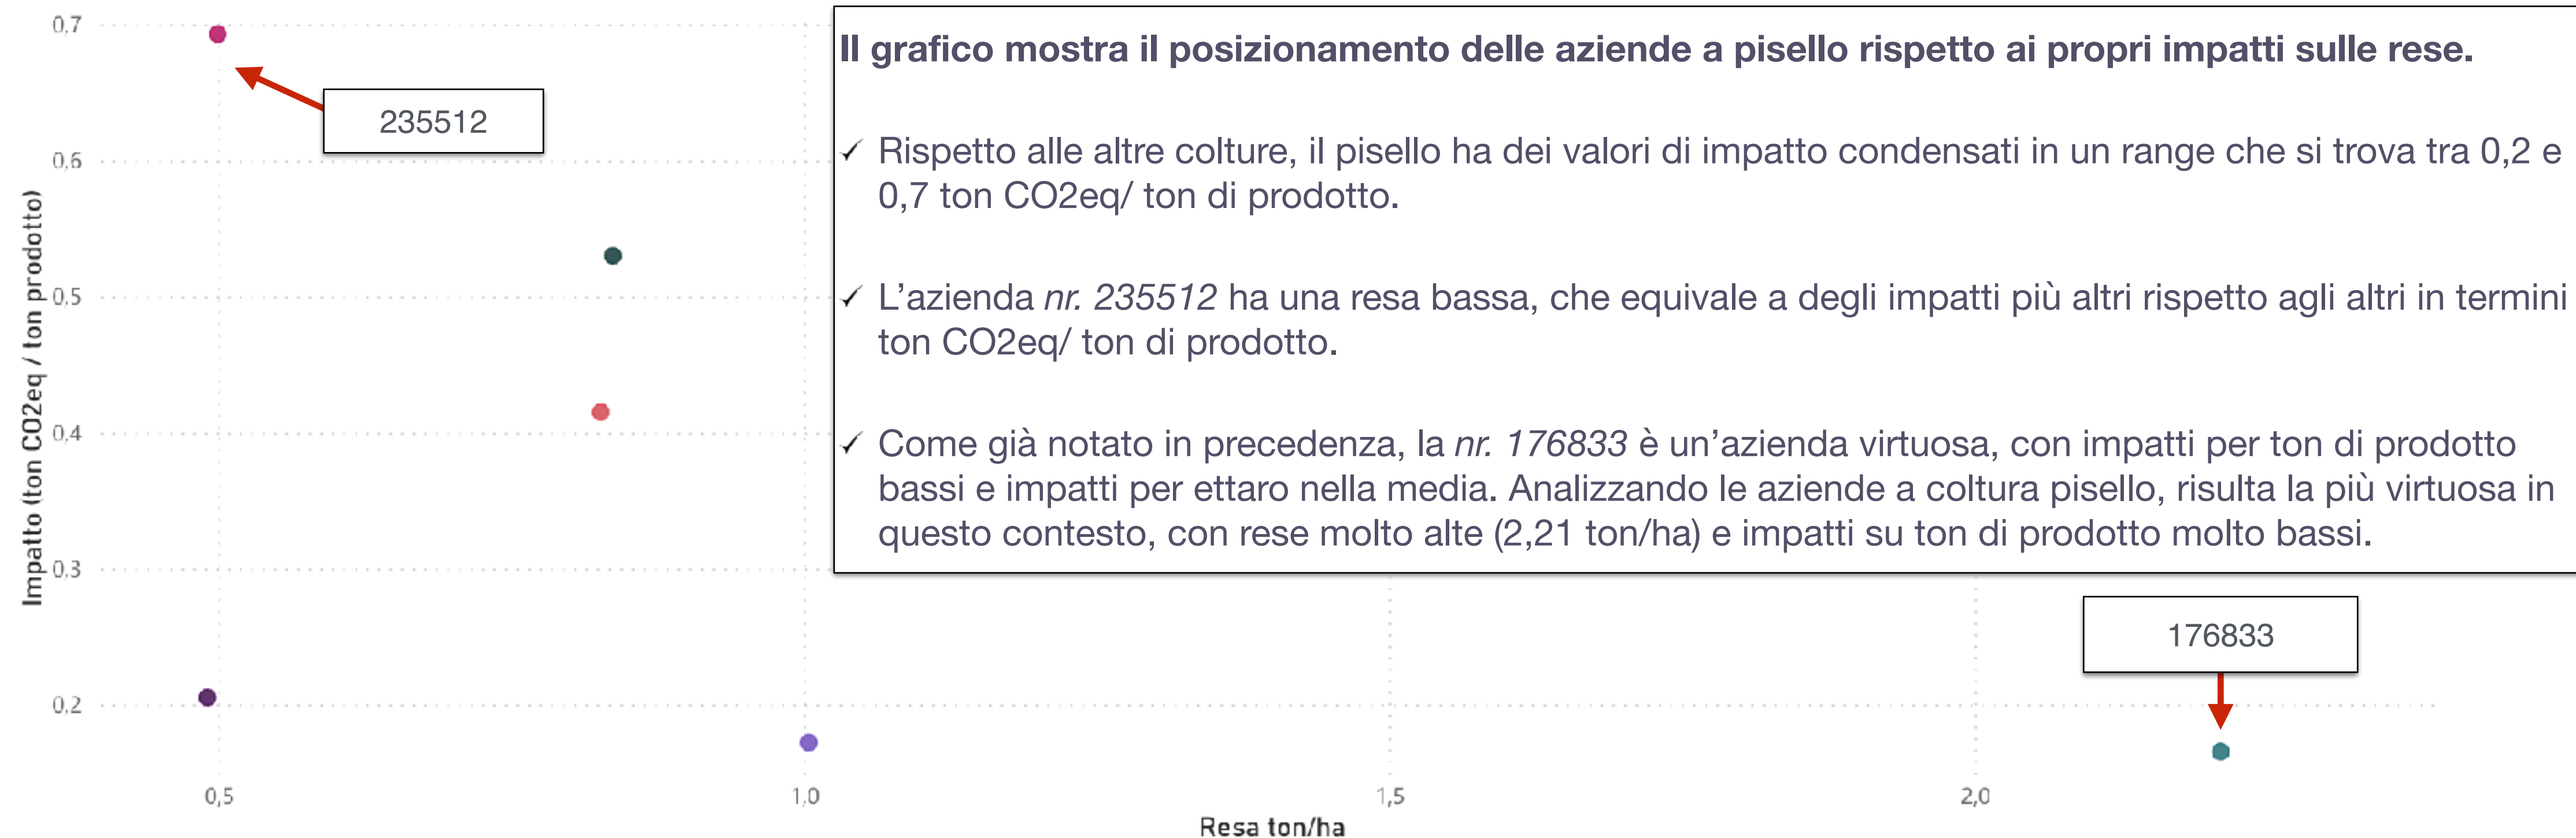 Il grafico mostra il posizionamento delle aziende a pisello rispetto ai propri impatti sulle rese.
✓ Rispetto alle altre colture, il pisello ha dei valori di impatto condensati in un range che si trova tra 0,2 e
0,7 ton CO2eq/ ton di prodotto.
✓ L’azienda nr. 235512 ha una resa bassa, che equivale a degli impatti più altri rispetto agli altri in termini
ton CO2eq/ ton di prodotto.
✓ Come già notato in precedenza, la nr. 176833 è un’azienda virtuosa, con impatti per ton di prodotto
bassi e impatti per ettaro nella media. Analizzando le aziende a coltura pisello, risulta la più virtuosa in
questo contesto, con rese molto alte (2,21 ton/ha) e impatti su ton di prodotto molto bassi.
235512
176833
Impatto (ton CO2eq / ton prodotto)
0,7
0,6
0,5
0,4
0,3
0,2
0,5
1,0
1,5
2,0
Resa ton/ha